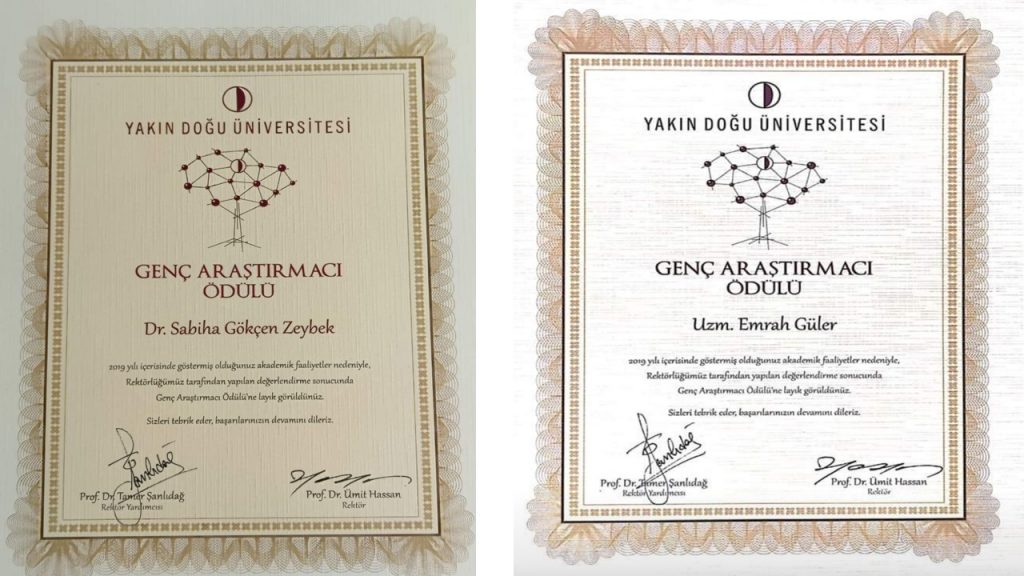 YAKIN DOĞU ÜNİVERSİTESİ
GENÇ ARAŞTIRMACI
ÖDÜLÜ
Dr. Sabiha Gökçen Zeybek
2019 yılı içerisinde göstermiş olduğunuz akademik faaliyetler nedeniyle,
Rektörlüğümüz tarafından yapılan değerlendirme sonucunda
Genç Araştırmacı Ödülü'ne layık görüldünüz.
Sizleri tebrik eder, başarılarınızın devamını dileriz.
Şanlıdağ
Prof. Dr. Tamer Şanlıdağ
Rektör Yardımcısı
Prof. Dr. Ümit Hassan
Rektör
YAKIN DOĞU ÜNİVERSİTESİ
GENÇ ARAŞTIRMACI
ÖDÜLÜ
Uzm. Emrah Güler
2019 yılı içerisinde göstermiş olduğunuz akademik faaliyetler nedeniyle,
Rektörlüğümüz tarafından yapılan değerlendirme sonucunda
Genç Araştırmacı Ödülü'ne layık görüldünüz.
Sizleri tebrik eder, başarılarınızın devamını dileriz.
Şanlıdağ
Prof. Dr. Tamer Şanlıdağ
Rektör Yardımcısı
Prof. Dr. Ümit Hassan
Rektör